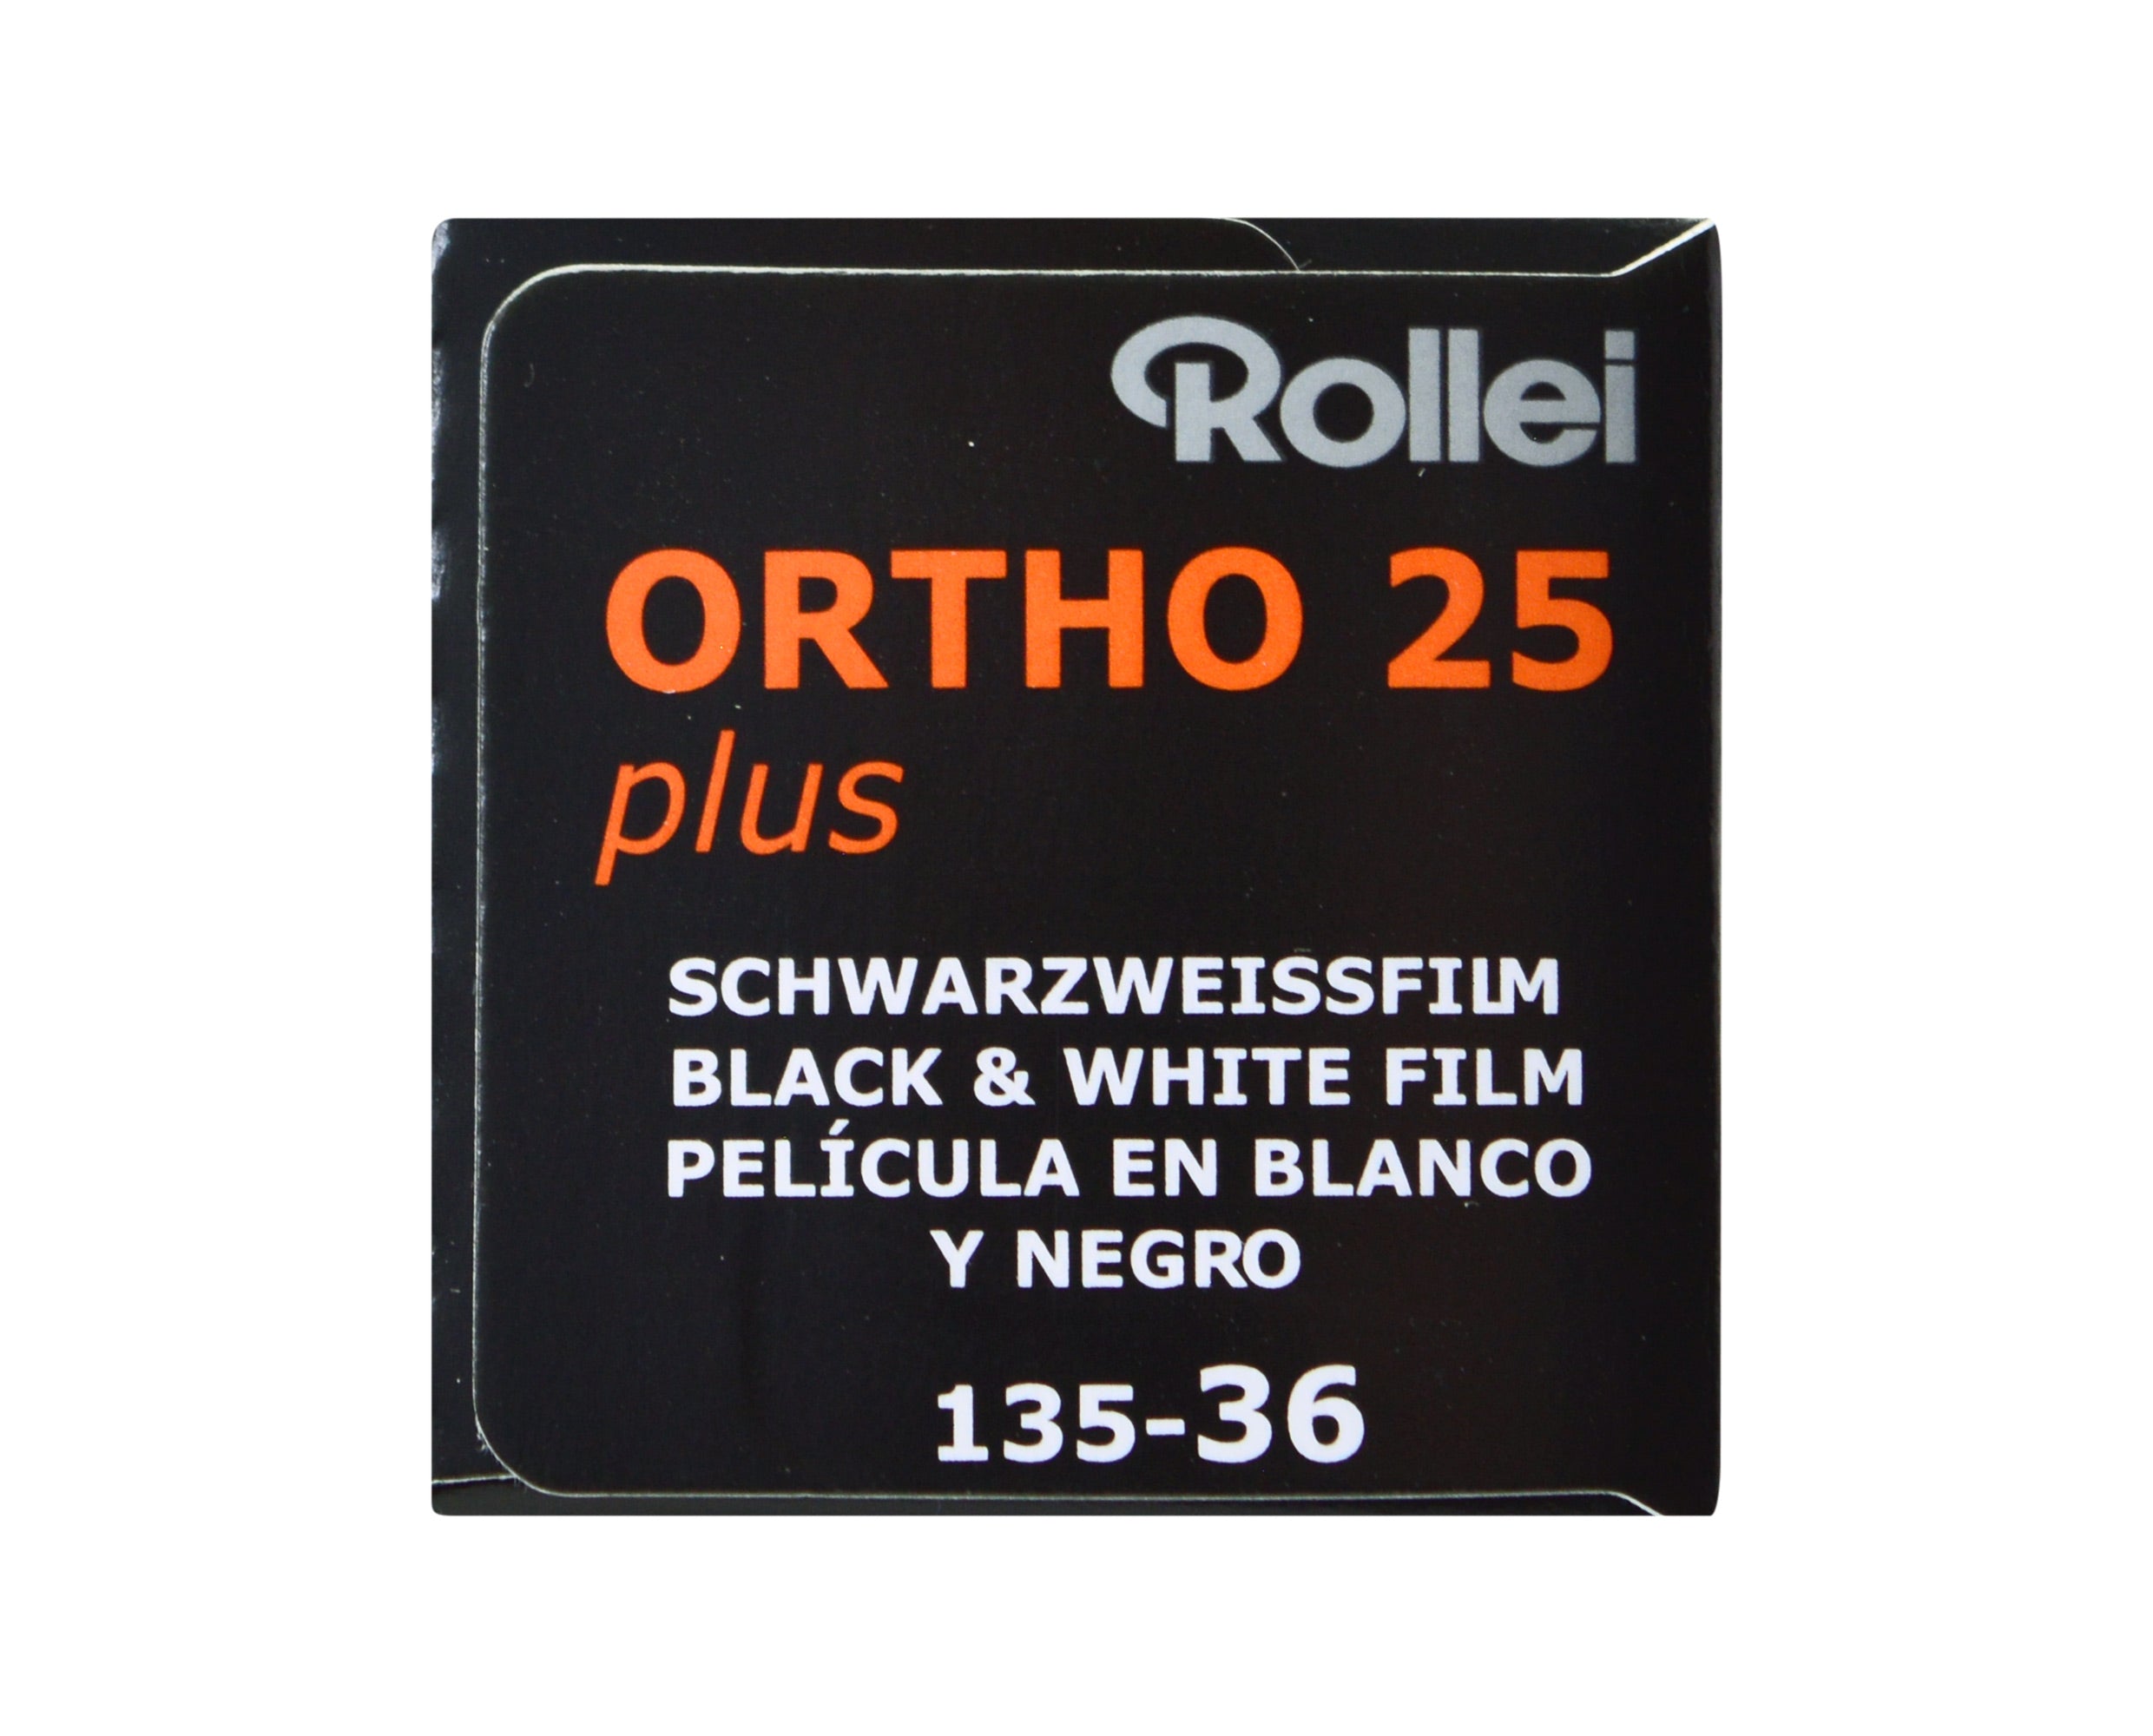 Rollei
ORTHO 25
plus
SCHWARZWEISSFILM
BLACK & WHITE FILM
PELÍCULA EN BLANCO
Y NEGRO
135-36